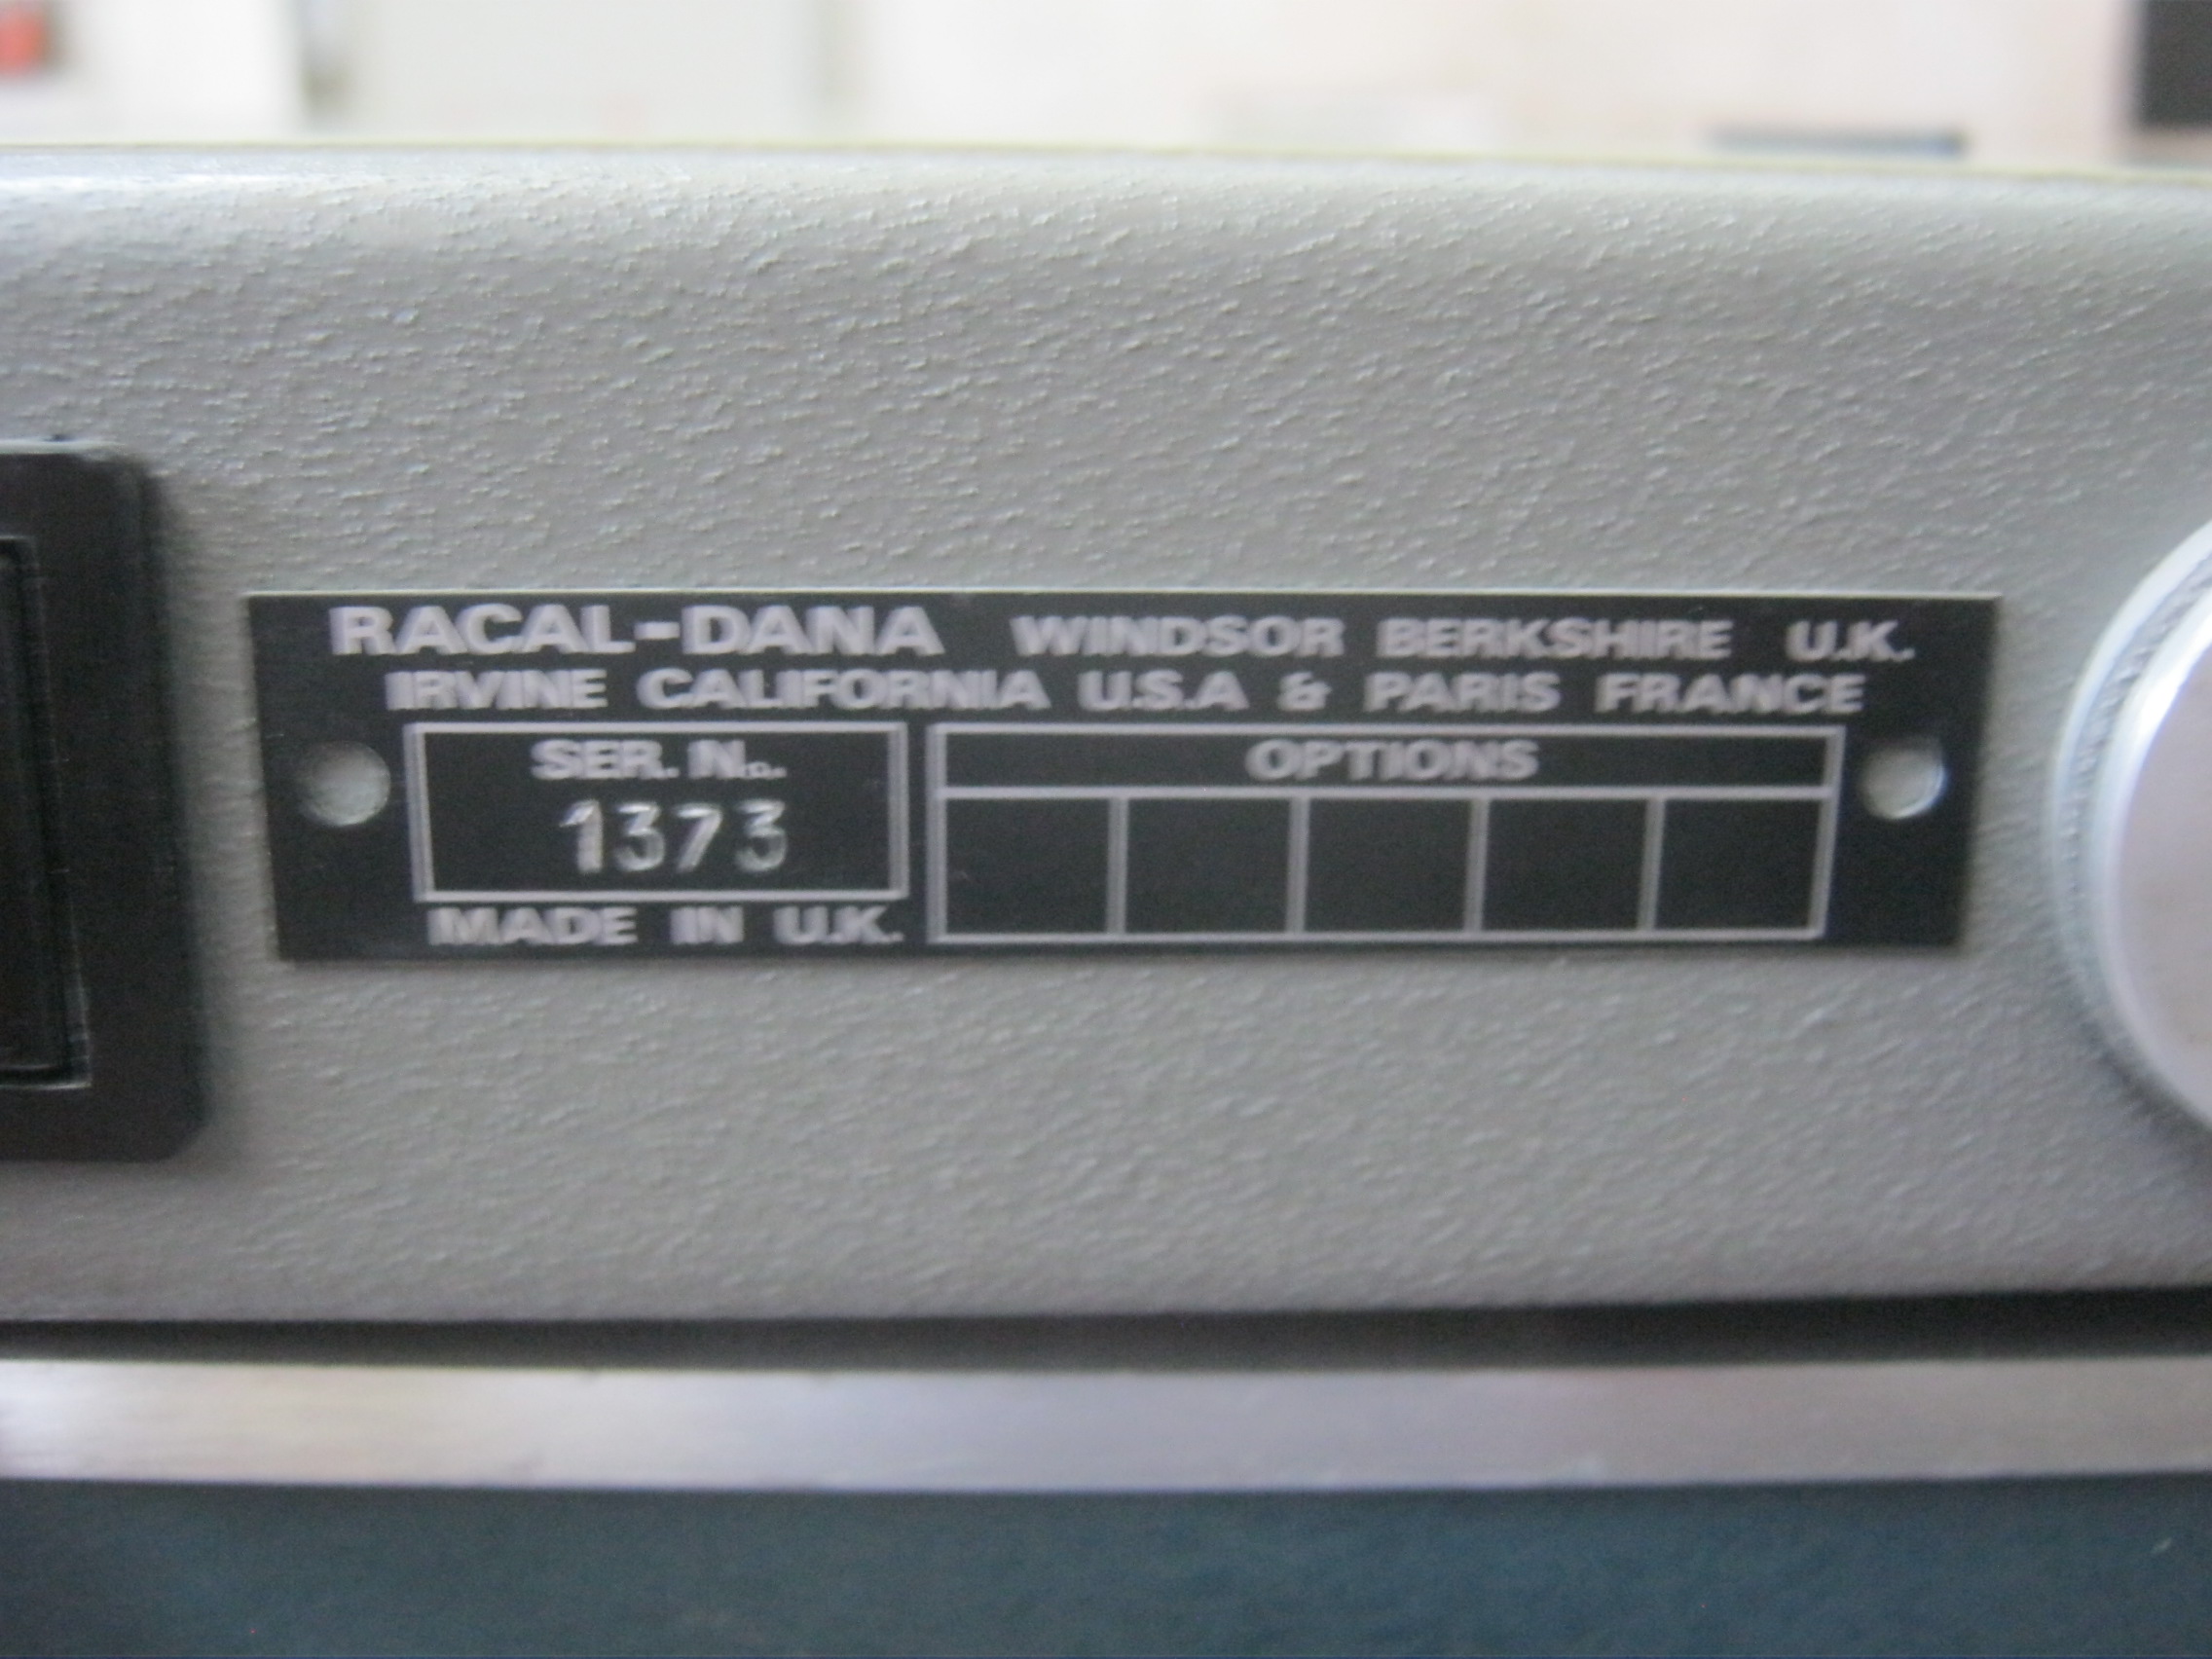 RACAL-DANA WINDSOR BERKSHIRE U.K.
IRVINE CALIFORNIA U.S.A & PARIS FRANCE
SER. No.
1373
MADE IN U.K.
OPTIONS